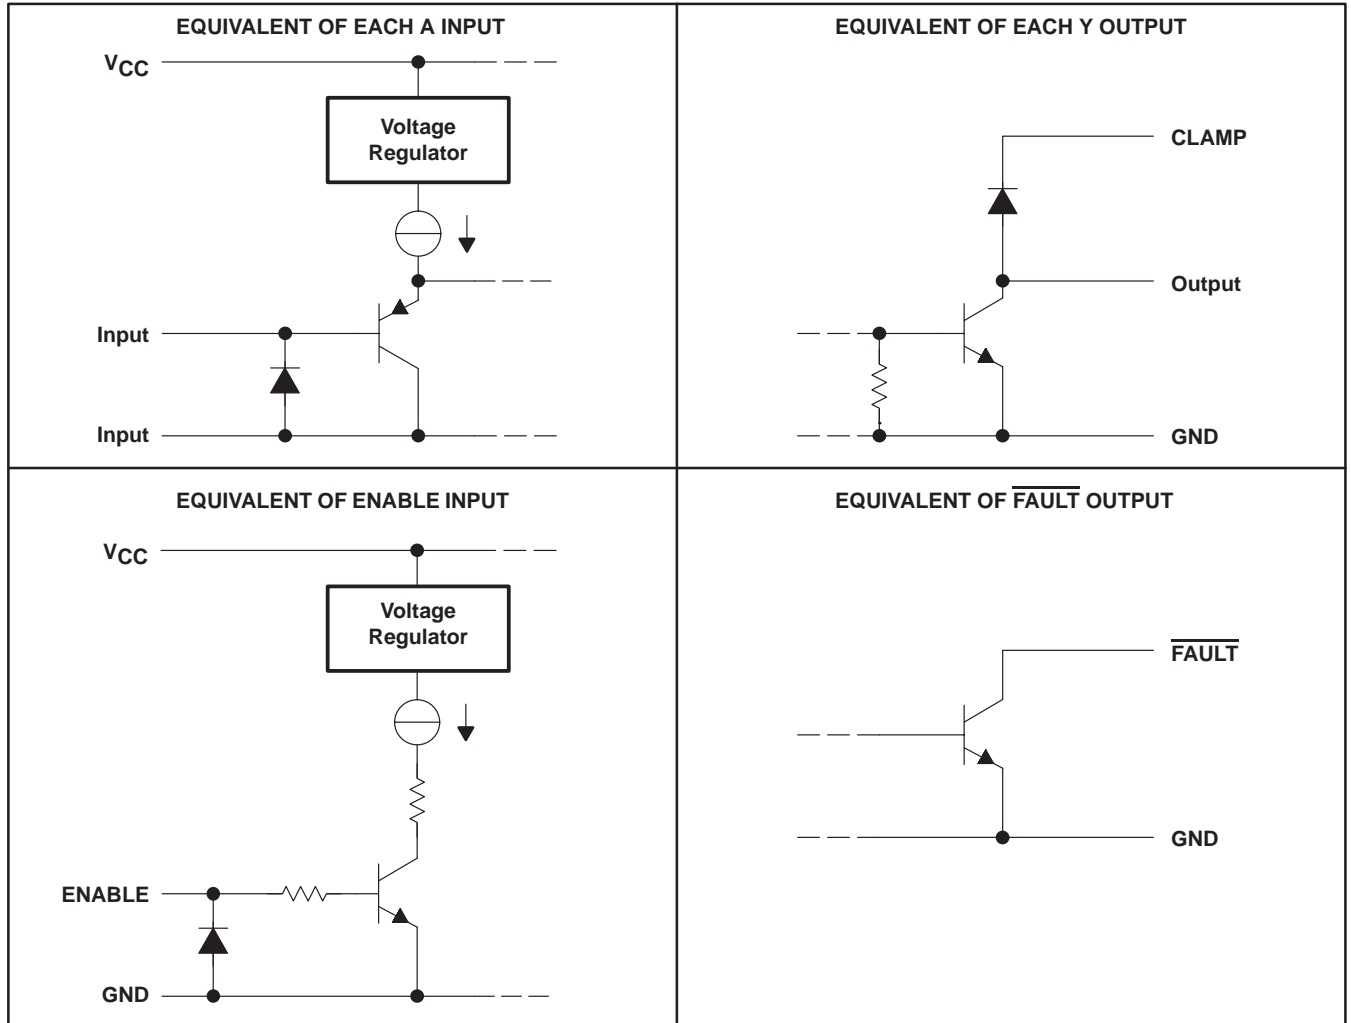 EQUIVALENT OF EACH A INPUT
VCC
Voltage
Regulator
Input
Input
EQUIVALENT OF EACH Y OUTPUT
CLAMP
Output
GND
EQUIVALENT OF ENABLE INPUT
VCC
Voltage
Regulator
ENABLE
GND
EQUIVALENT OF FAULT OUTPUT
FAULT
GND